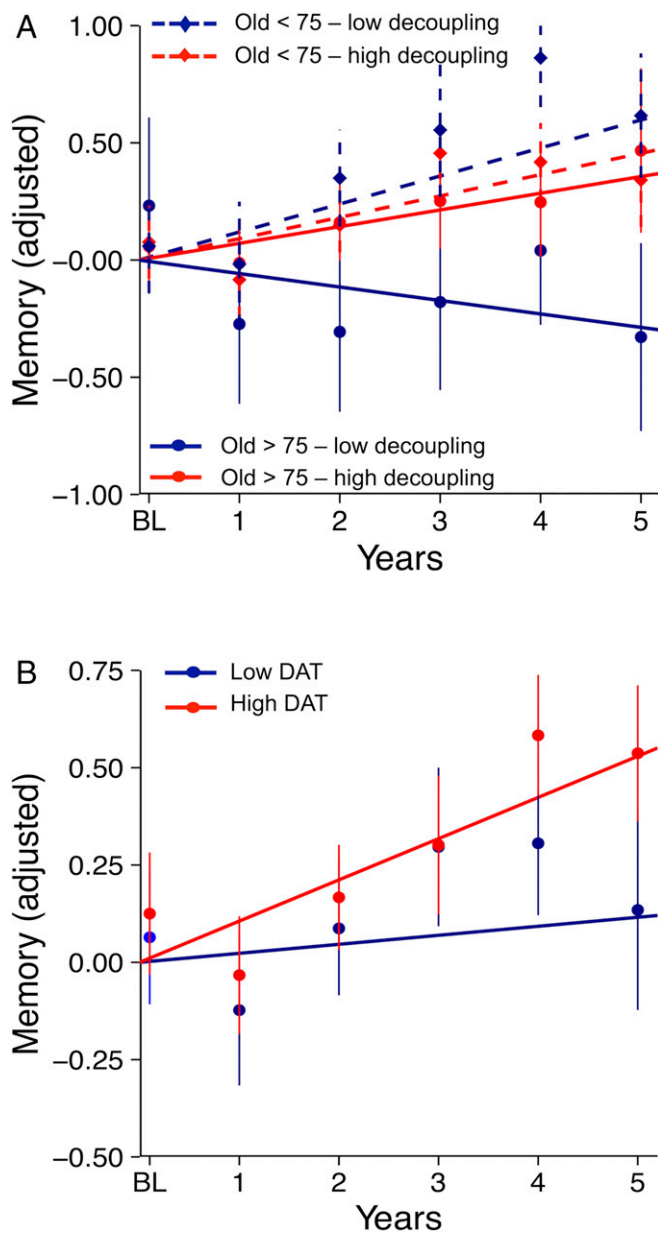 A
1.00
Old < 75 – low decoupling
Old < 75 – high decoupling
0.50
−0.00
−0.50
−1.00
Memory (adjusted)
Old > 75 – low decoupling
Old > 75 – high decoupling
BL 1 2 3 4 5
Years
B
0.75
Low DAT
High DAT
0.50
0.25
0.00
−0.25
−0.50
Memory (adjusted)
BL 1 2 3 4 5
Years